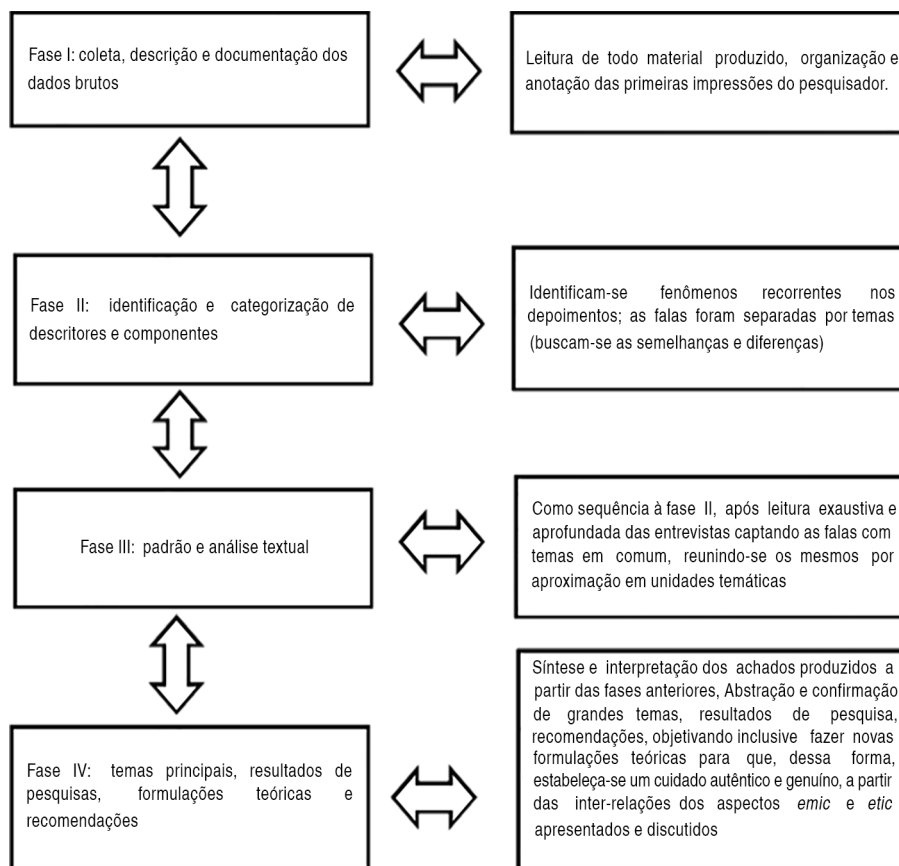 Fase I: coleta, descrição e documentação dos
dados brutos
Leitura de todo material produzido, organização e
anotação das primeiras impressões do pesquisador.
Fase II: identificação e categorização de
descritores e componentes
Identificam-se fenômenos recorrentes nos
depoimentos; as falas foram separadas por temas
(buscam-se as semelhanças e diferenças)
Fase III: padrão e análise textual
Como sequência à fase II, após leitura exaustiva e
aprofundada das entrevistas captando as falas com
temas em comum, reunindo-se os mesmos por
aproximação em unidades temáticas
Fase IV: temas principais, resultados de
pesquisas, formulações teóricas e
recomendações
Síntese e interpretação dos achados produzidos a
partir das fases anteriores, Abstração e confirmação
de grandes temas, resultados de pesquisa,
recomendações, objetivando inclusive fazer novas
formulações teóricas para que, dessa forma,
estabeleça-se um cuidado autêntico e genuíno, a partir
das inter-relações dos aspectos emic e etic
apresentados e discutidos